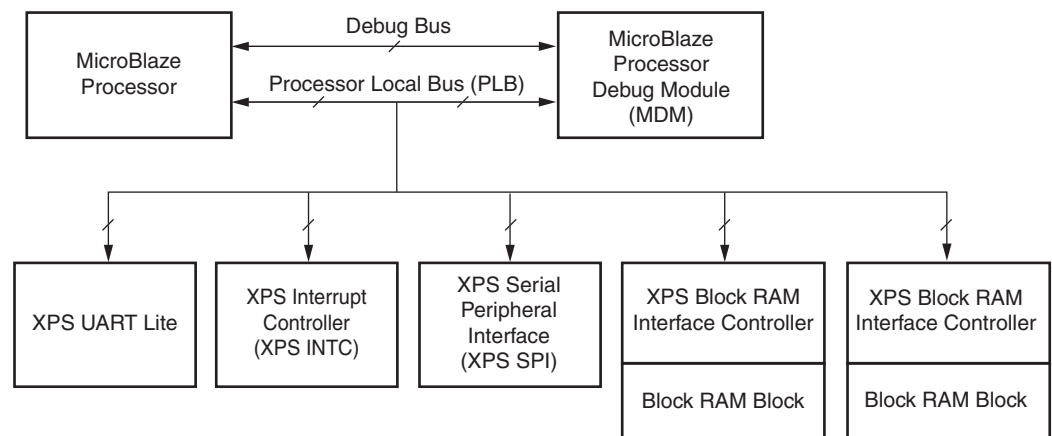 Debug Bus
MicroBlaze
Processor
MicroBlaze
Processor
Debug Module
(MDM)
Processor Local Bus (PLB)
XPS UART Lite
XPS Interrupt
Controller
(XPS INTC)
XPS Serial
Peripheral
Interface
(XPS SPI)
XPS Block RAM
Interface Controller
Block RAM Block
XPS Block RAM
Interface Controller
Block RAM Block